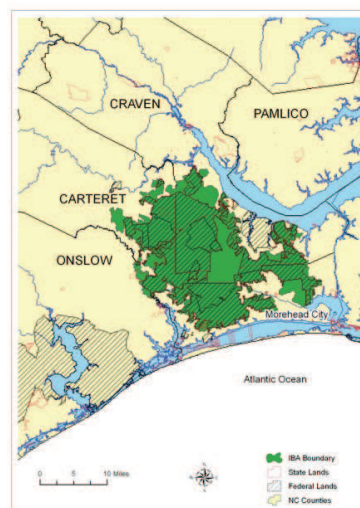 CRAVEN
PAMLICO
CARTERET
ONSLOW
Morehead City
Atlantic Ocean
IBA Boundary
State Lands
Federal Lands
NC Counties
0 5 10 Miles